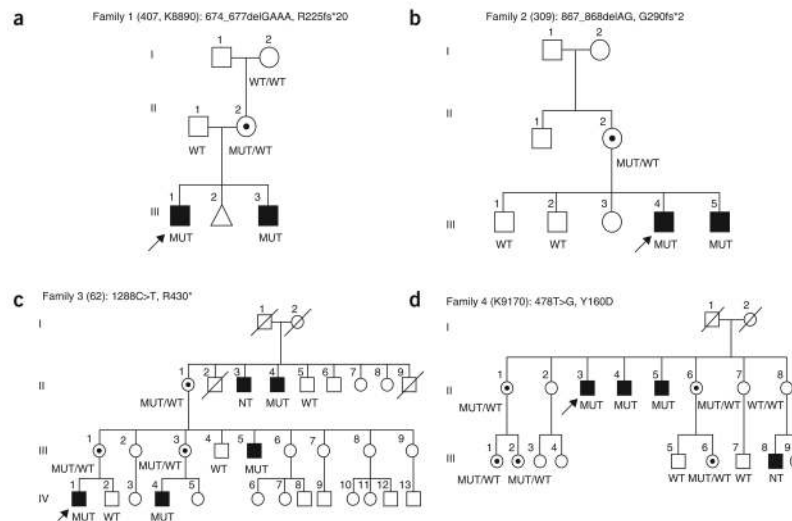 a
Family 1 (407, K8890): 674_677delGAAA, R225fs*20
I
1 2
WT/WT
II
1 2
WT MUT/WT
III
1 2 3
MUT MUT
b
Family 2 (309): 867_868delAG, G290fs*2
I
1 2
II
1 2
MUT/WT
III
1 2 3 4 5
WT WT MUT MUT
c
Family 3 (62): 1288C>T, R430*
I
1 2
II
1 2 3 4 5 6 7 8 9
MUT/WT NT MUT WT
III
1 2 3 4 5 6 7 8 9
MUT/WT MUT/WT WT MUT
IV
1 2 3 4 5 6 7 8 9 10 11 12 13
MUT WT MUT
d
Family 4 (K9170): 478T>G, Y160D
I
1 2
II
1 2 3 4 5 6 7 8
MUT/WT MUT MUT MUT MUT/WT WT/WT
III
1 2 3 4 5 6 7 8 9
MUT/WT MUT/WT WT MUT/WT WT NT